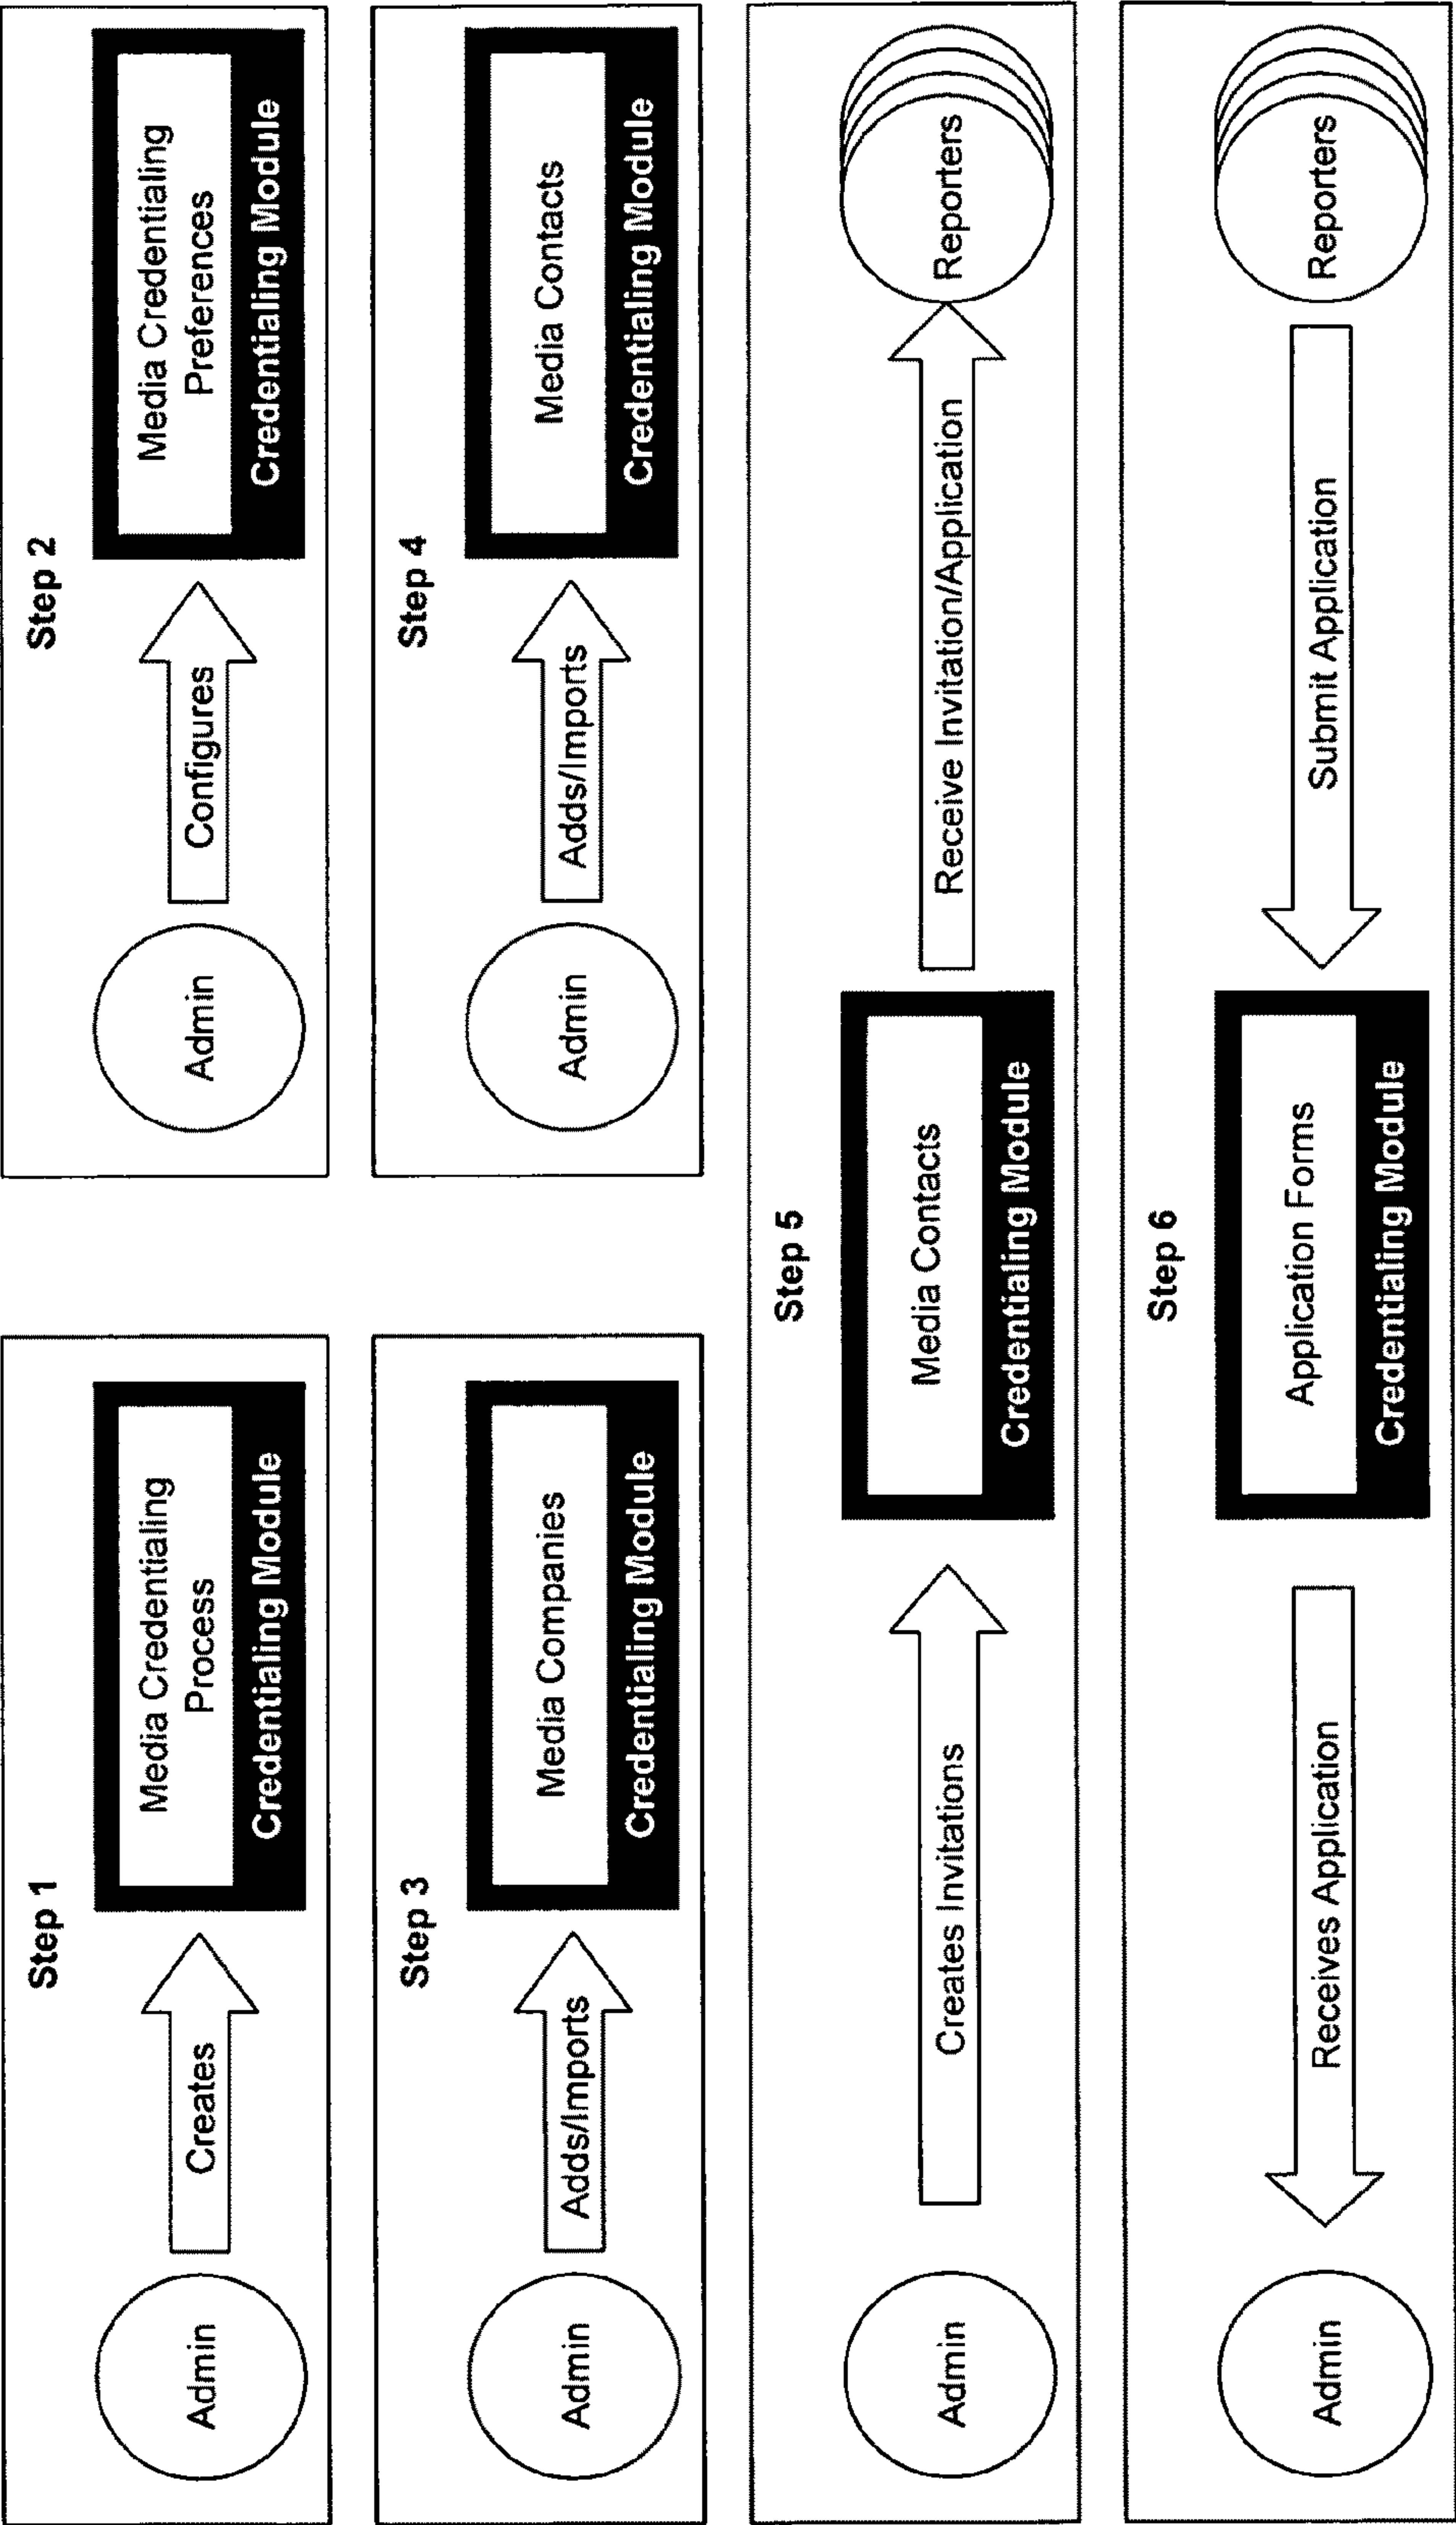 Step 1
Admin
Creates
Media Credentialing
Process
Credentialing Module
Step 2
Admin
Configures
Media Credentialing
Preferences
Credentialing Module
Step 3
Admin
Adds/Imports
Media Companies
Credentialing Module
Step 4
Admin
Adds/Imports
Media Contacts
Credentialing Module
Step 5
Admin
Creates Invitations
Media Contacts
Credentialing Module
Receive Invitation/Application
Reporters
Step 6
Admin
Receives Application
Application Forms
Credentialing Module
Submit Application
Reporters